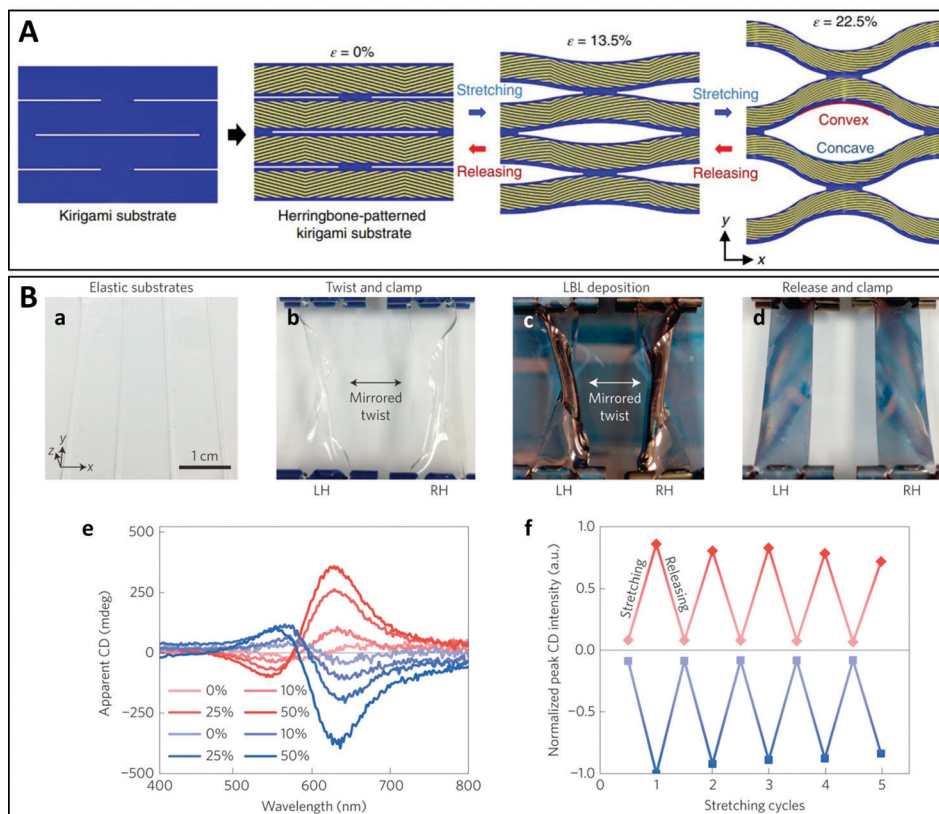 A
ε = 0%
ε = 13.5%
ε = 22.5%
Stretching
Releasing
Stretching
Releasing
Convex
Concave
Kirigami substrate
Herringbone-patterned
kirigami substrate
y
x
B
Elastic substrates
Twist and clamp
LBL deposition
Release and clamp
a
b
c
d
Mirrored
twist
Mirrored
twist
y
z
x
1 cm
LH
RH
LH
RH
LH
RH
e
500
250
0
−250
−500
Apparent CD (mdeg)
0%
10%
25%
50%
0%
10%
25%
50%
400
500
600
700
800
Wavelength (nm)
f
1.0
0.5
0.0
−0.5
−1.0
Normalized peak CD intensity (a.u.)
Stretching
Releasing
0
1
2
3
4
5
Stretching cycles